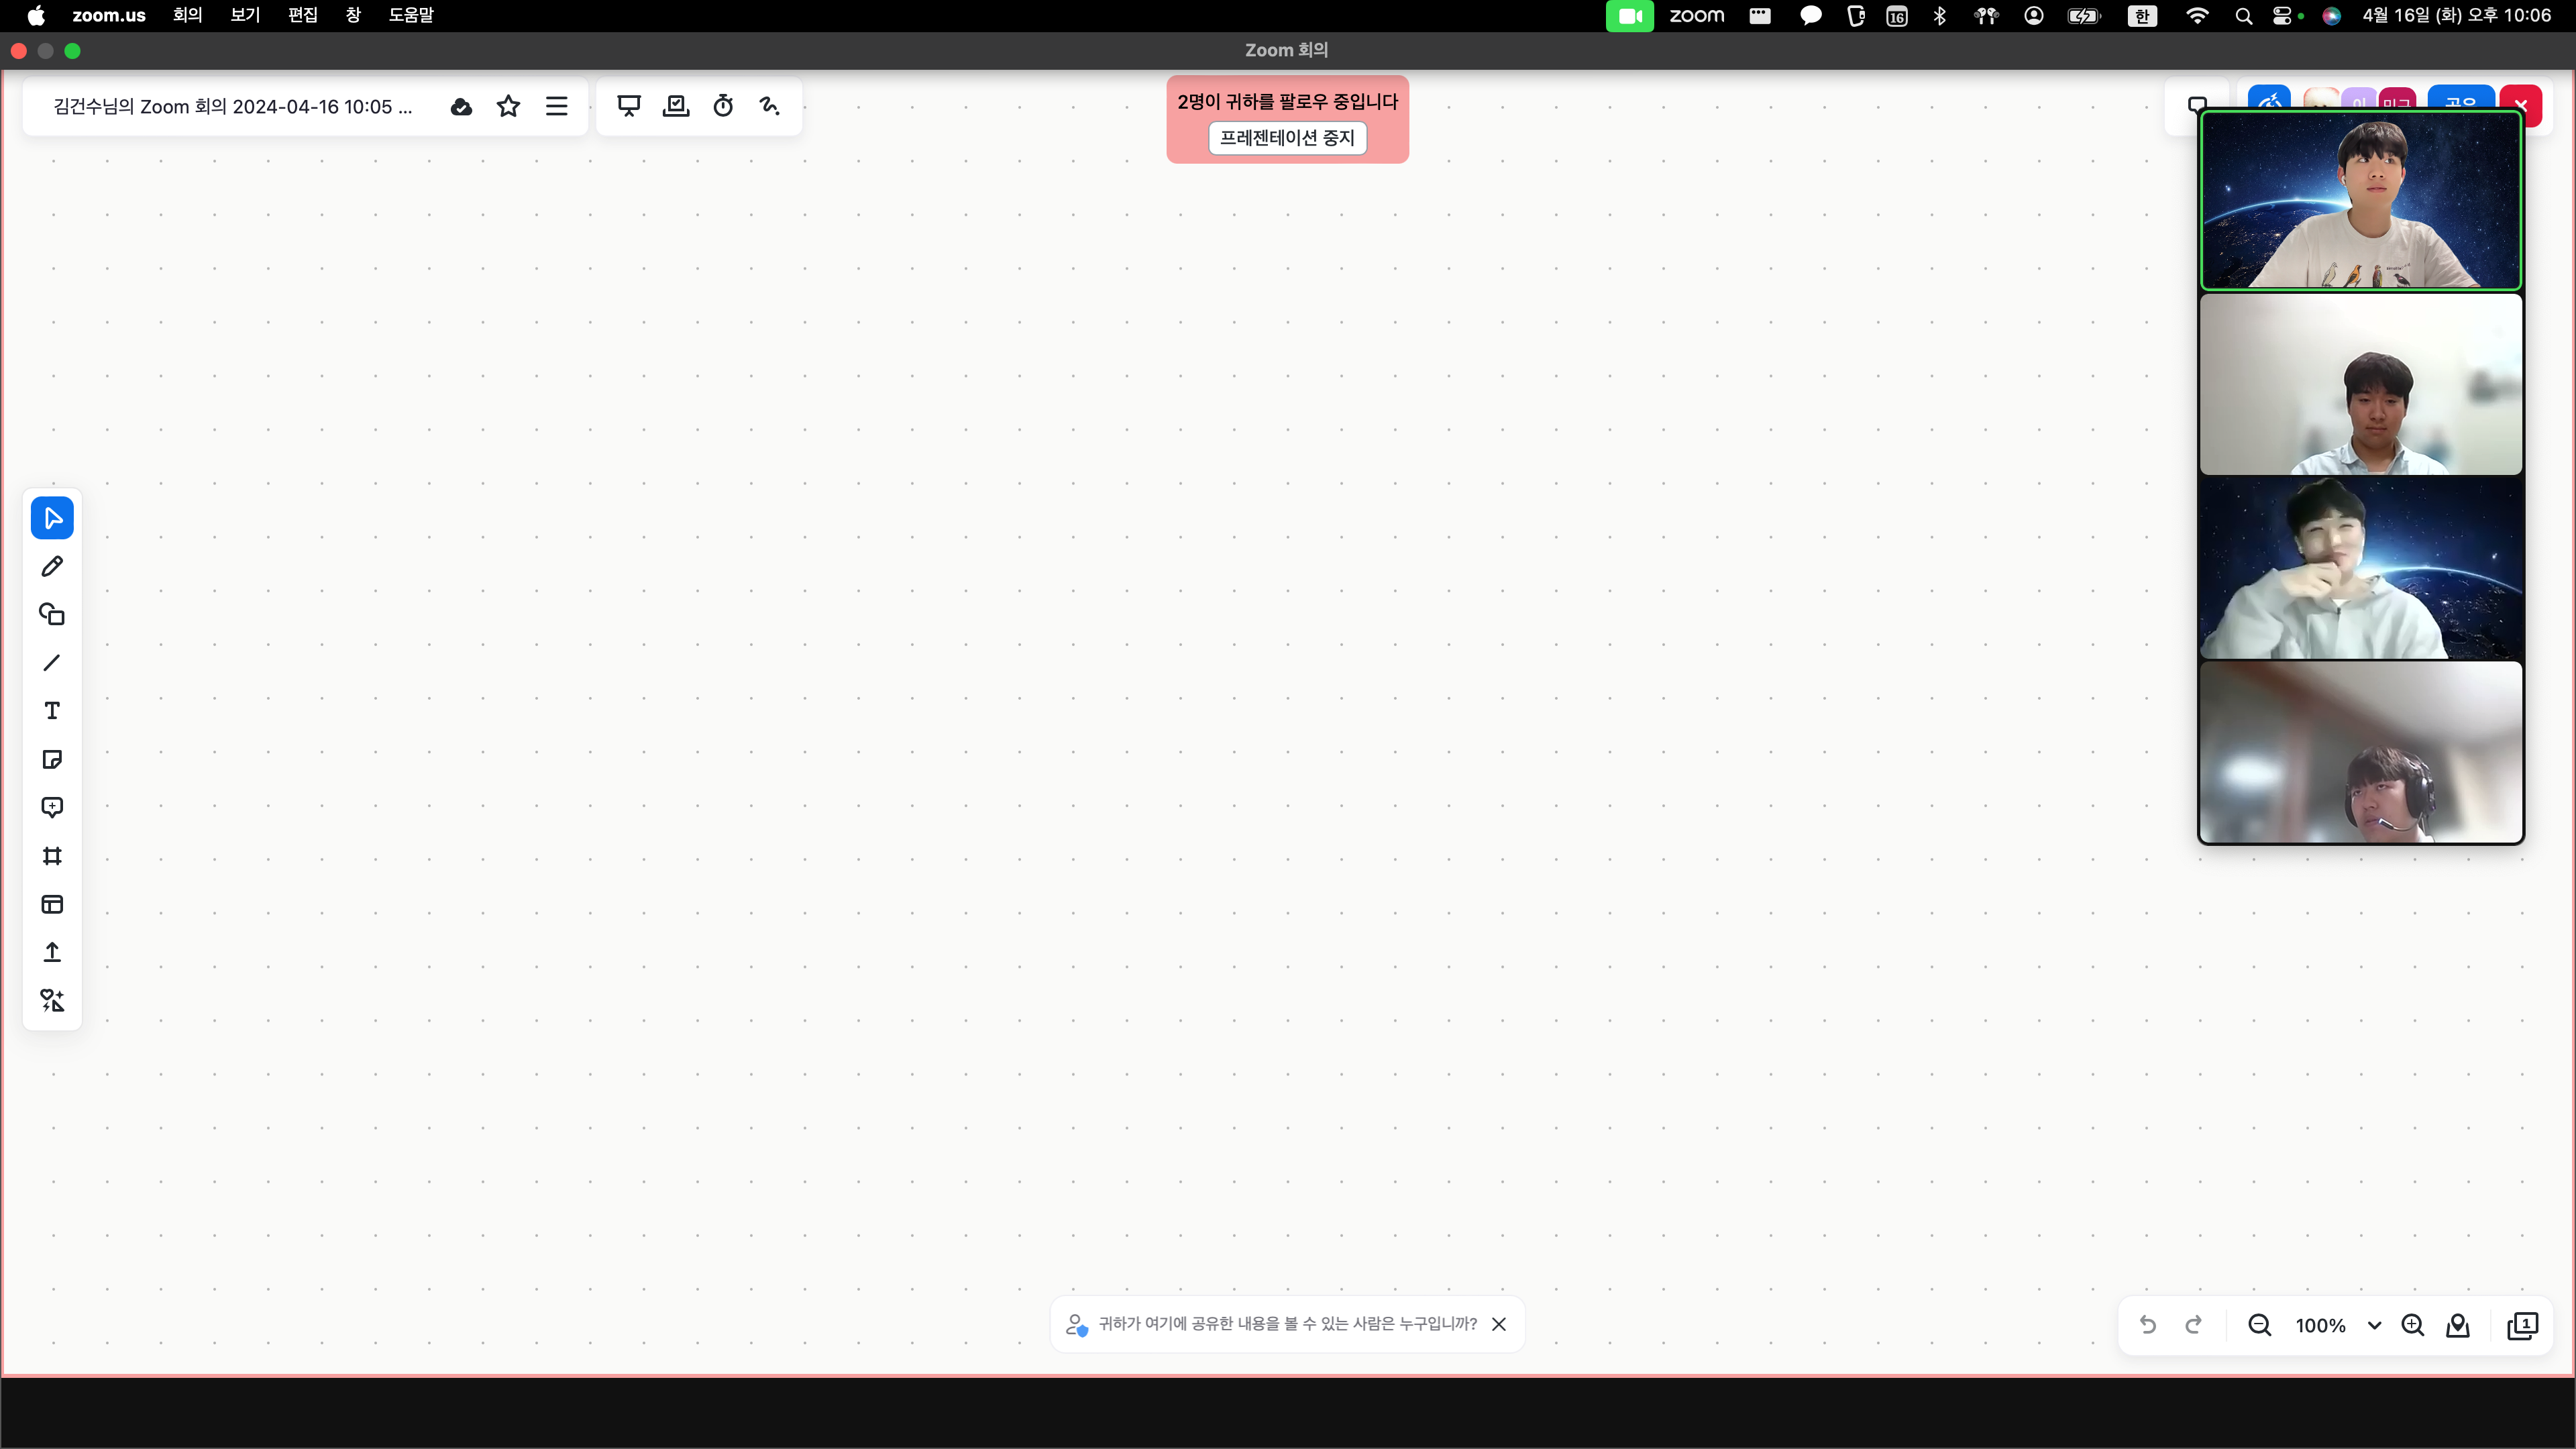 zoom.us 회의 보기 편집 창 도움말
zoom 16 한 4월 16일 (화) 오후 10:06
Zoom 회의
김건수님의 Zoom 회의 2024-04-16 10:05 ...
2명이 귀하를 팔로우 중입니다
프레젠테이션 중지
공유
귀하가 여기에 공유한 내용을 볼 수 있는 사람은 누구입니까?
100%
1